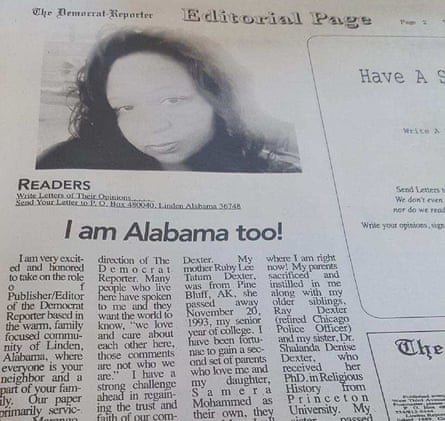 The Democrat-Reporter
Editorial Page
Page 2
Have A S
Write A
READERS
Write Letters of Their Opinions......
Send Your Letter to P. O. Box 480040, Linden Alabama 36748
Send Letters t
We don't even
nor do we read
Write your opinions, sign
I am Alabama too!
I am very excit-
ed and honored
to take on the role
o f
Publisher/Editor
of the Democrat
Reporter based in
the warm, family
focused commu-
nity of Linden,
Alabama, where
everyone is your
neighbor and a
part of your fam-
ily. Our paper
primarily servic-
Marengo
direction of The
Democrat
Reporter. Many
people who live
here have spoken
to me and they
want the world to
know, "we love
and care about
each other here,
those comments
are not who we
are." I have a
strong challenge
ahead in regain-
ing the trust and
faith of our com-
Dexter. My
mother Ruby Lee
Tatum Dexter,
was from Pine
Bluff, AK, she
passed away
November 20,
1993, my senior
year of college. I
have been fortu-
nate to gain a sec-
ond set of parents
who love me and
my daughter,
Samera
Mohammed as
their own, they
where I am right
now! My parents
sacrificed and
instilled in me
along with my
older siblings,
Ray Dexter
(retired Chicago
Police Officer)
and my sister, Dr.
Shalanda Denise
Dexter, who
received her
PhD. in Religious
History from
Princeton
University. My
sister passed
The